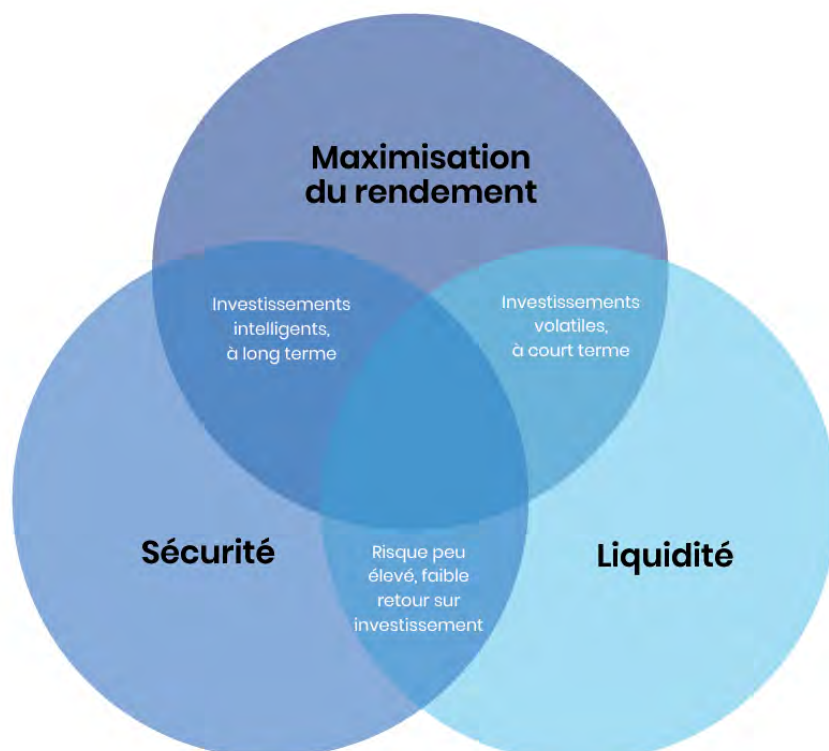 Maximisation
du rendement
Investissements
intelligents,
à long terme
Investissements
volatiles,
à court terme
Sécurité
Risque peu
élevé, faible
retour sur
investissement
Liquidité